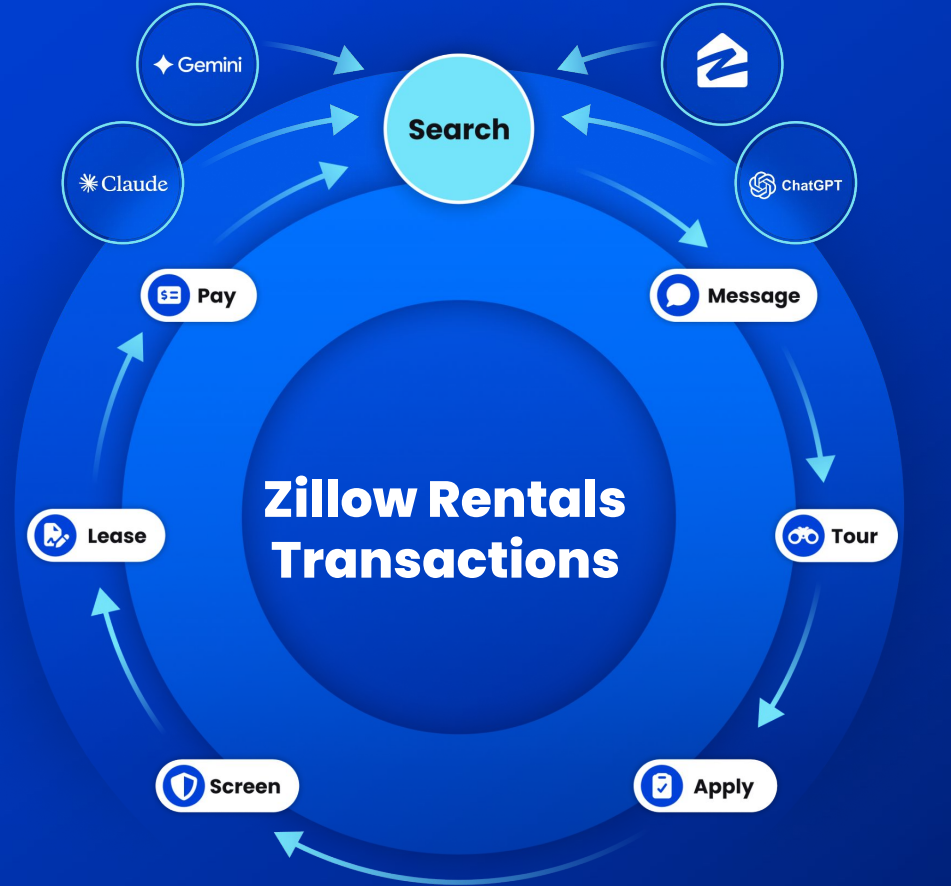 Gemini
Search
Claude
ChatGPT
Pay
Message
Zillow Rentals
Transactions
Lease
Tour
Screen
Apply